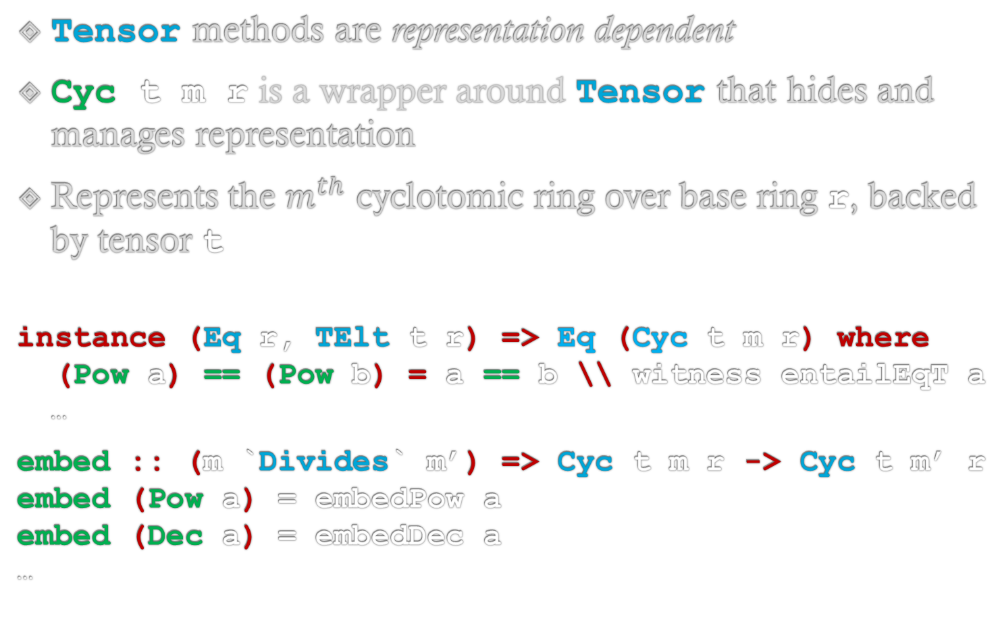 Tensor methods are representation dependent
Cyc t m r is a wrapper around Tensor that hides and
manages representation
Represents the m^th cyclotomic ring over base ring r, backed
by tensor t
instance (Eq r, TElt t r) => Eq (Cyc t m r) where
(Pow a) == (Pow b) = a == b \\ witness entailEqT a
…
embed :: (m `Divides` m′) => Cyc t m r -> Cyc t m′ r
embed (Pow a) = embedPow a
embed (Dec a) = embedDec a
…